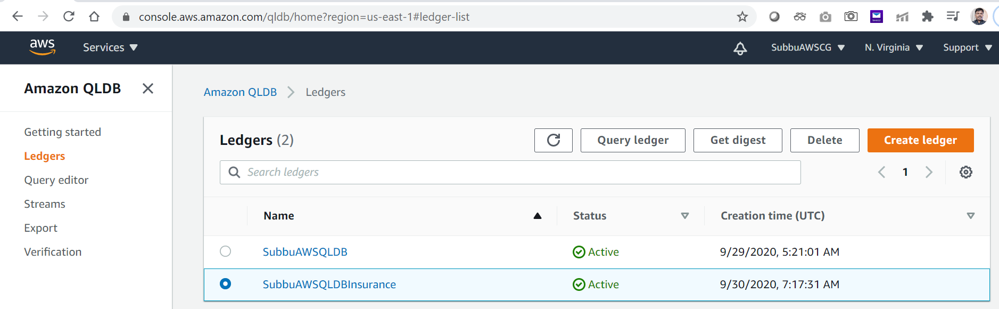 console.aws.amazon.com/qldb/home?region=us-east-1#ledger-list
aws Services SubbuAWSCG N. Virginia Support
Amazon QLDB
Getting started
Ledgers
Query editor
Streams
Export
Verification
Amazon QLDB Ledgers
Ledgers (2) Query ledger Get digest Delete Create ledger
Search ledgers 1
Name Status Creation time (UTC)
SubbuAWSQLDB Active 9/29/2020, 5:21:01 AM
SubbuAWSQLDBInsurance Active 9/30/2020, 7:17:31 AM